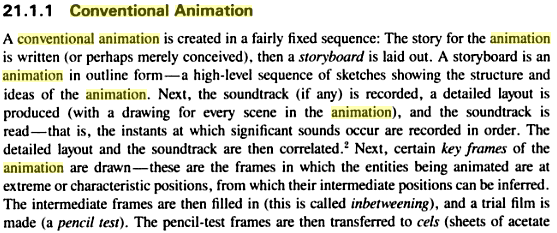 21.1.1 Conventional Animation
A conventional animation is created in a fairly fixed sequence: The story for the animation
is written (or perhaps merely conceived), then a storyboard is laid out. A storyboard is an
animation in outline form—a high-level sequence of sketches showing the structure and
ideas of the animation. Next, the soundtrack (if any) is recorded, a detailed layout is
produced (with a drawing for every scene in the animation), and the soundtrack is
read—that is, the instants at which significant sounds occur are recorded in order. The
detailed layout and the soundtrack are then correlated.² Next, certain key frames of the
animation are drawn—these are the frames in which the entities being animated are at
extreme or characteristic positions, from which their intermediate positions can be inferred.
The intermediate frames are then filled in (this is called inbetweening), and a trial film is
made (a pencil test). The pencil-test frames are then transferred to cels (sheets of acetate